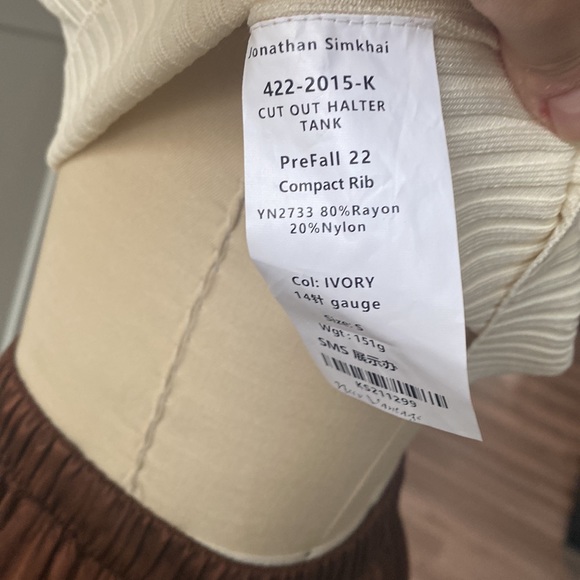 Jonathan Simkhai
422-2015-K
CUT OUT HALTER
TANK
PreFall 22
Compact Rib
YN2733 80%Rayon
20%Nylon
Col: IVORY
14针 gauge
Size: S
Wgt: 151g
SMS 展示办
KS211299